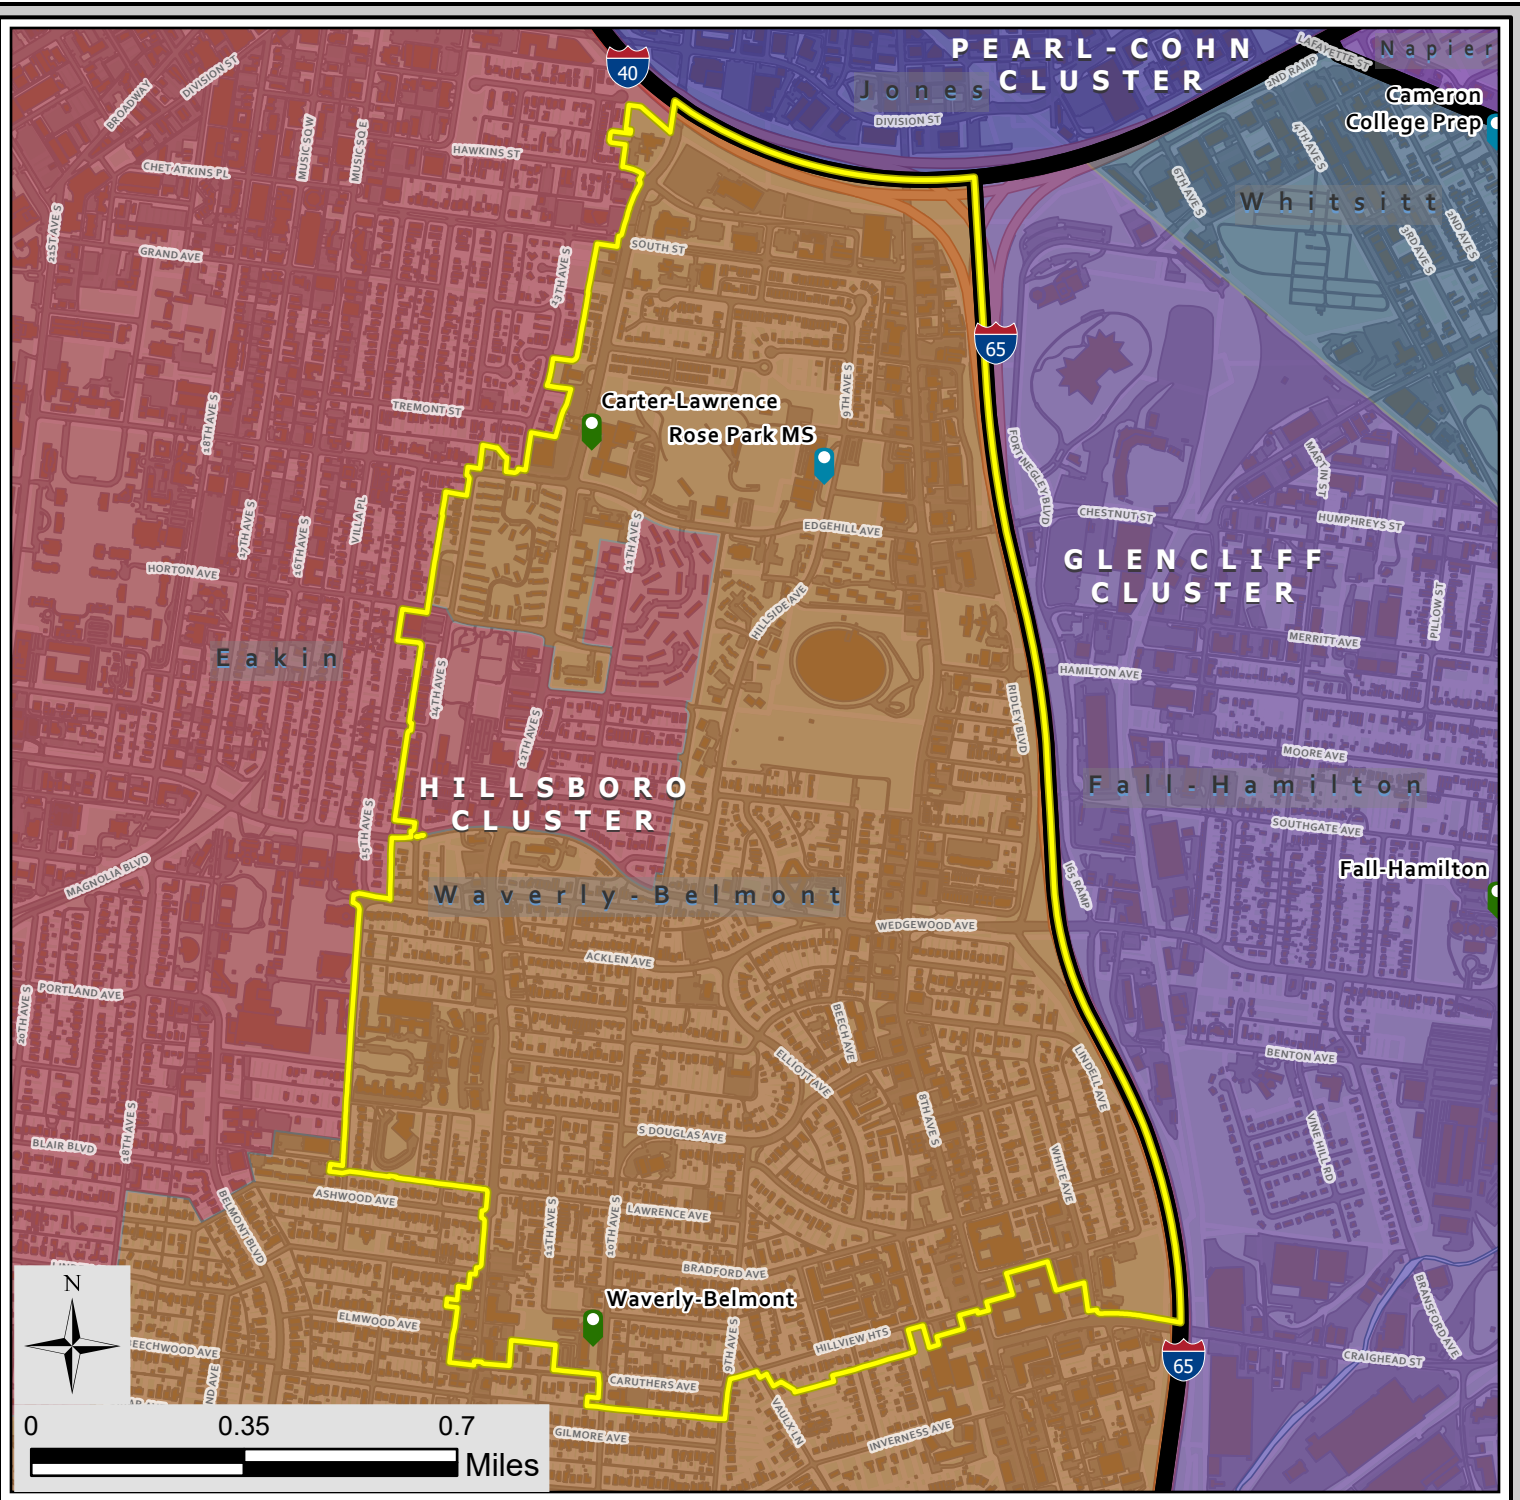 PEARL-COHN
CLUSTER
Napier
LAFAYETTE ST
2ND RAMP
40
Jones
DIVISION ST
Cameron
College Prep
BROADWAY
DIVISION ST
MUSIC SQ W
MUSIC SQ E
HAWKINS ST
CHET ATKINS PL
4TH AVE S
6TH AVE S
Whitsitt
2ND AVE S
3RD AVE S
21ST AVE S
GRAND AVE
13TH AVE S
SOUTH ST
65
18TH AVE S
TREMONT ST
Carter-Lawrence
Rose Park MS
9TH AVE S
FORT NEGLEY BLVD
MARTIN ST
CHESTNUT ST
HUMPHREYS ST
17TH AVE S
16TH AVE S
VILLA PL
11TH AVE S
EDGEHILL AVE
HORTON AVE
GLENCLIFF
CLUSTER
HILLSIDE AVE
PILLOW ST
MERRITT AVE
Eakin
14TH AVE S
HAMILTON AVE
12TH AVE S
RIDLEY BLVD
MOORE AVE
HILLSBORO
CLUSTER
Fall-Hamilton
15TH AVE S
SOUTHGATE AVE
MAGNOLIA BLVD
Fall-Hamilton
I65 RAMP
Waverly-Belmont
WEDGEWOOD AVE
ACKLEN AVE
PORTLAND AVE
20TH AVE S
BEECH AVE
ELLIOTT AVE
LINDELL AVE
BENTON AVE
18TH AVE S
BLAIR BLVD
8TH AVE S
S DOUGLAS AVE
VINE HILL RD
WHITE AVE
ASHWOOD AVE
BELMONT BLVD
11TH AVE S
10TH AVE S
LAWRENCE AVE
BRADFORD AVE
Waverly-Belmont
N
ELMWOOD AVE
9TH AVE S
HILLVIEW HTS
BRANSFORD AVE
EECHWOOD AVE
65
CRAIGHEAD ST
ND AVE
CARUTHERS AVE
VAULX LN
GILMORE AVE
INVERNESS AVE
0 0.35 0.7
Miles